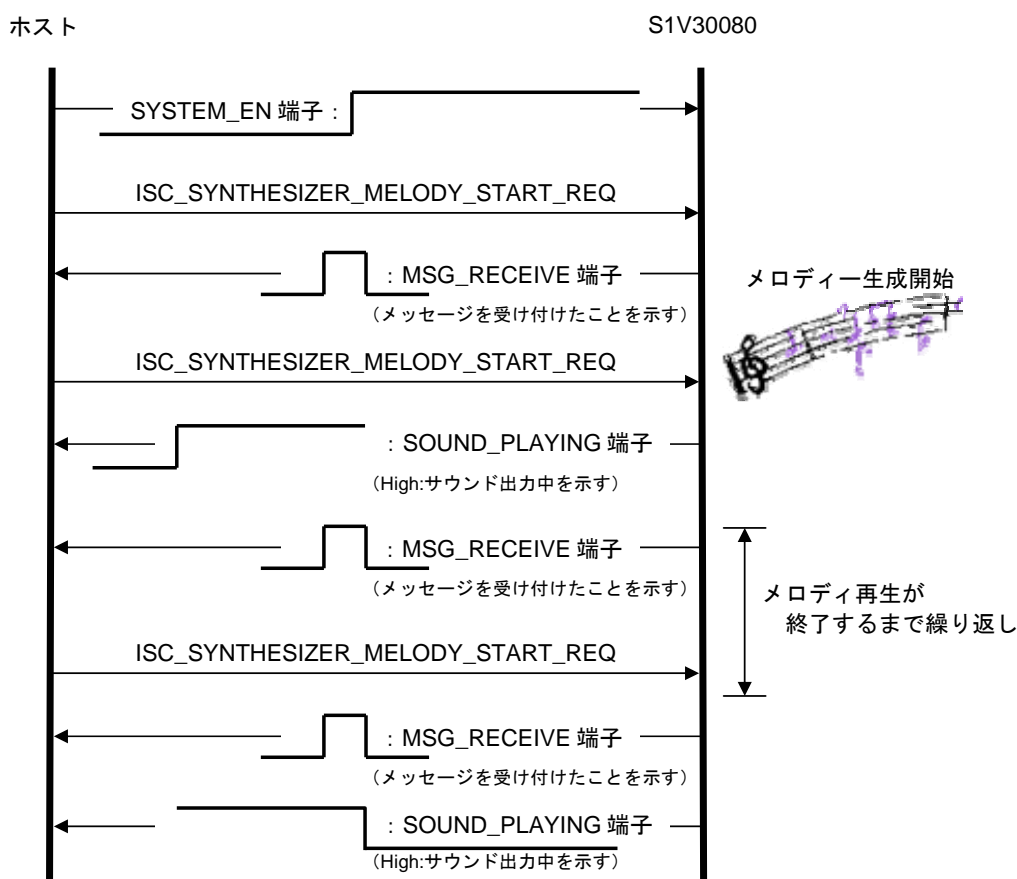 ホスト
S1V30080
SYSTEM_EN 端子：
ISC_SYNTHESIZER_MELODY_START_REQ
：MSG_RECEIVE 端子
（メッセージを受け付けたことを示す）
メロディー生成開始
ISC_SYNTHESIZER_MELODY_START_REQ
：SOUND_PLAYING 端子
（High:サウンド出力中を示す）
：MSG_RECEIVE 端子
（メッセージを受け付けたことを示す）
メロディ再生が
終了するまで繰り返し
ISC_SYNTHESIZER_MELODY_START_REQ
：MSG_RECEIVE 端子
（メッセージを受け付けたことを示す）
：SOUND_PLAYING 端子
（High:サウンド出力中を示す）